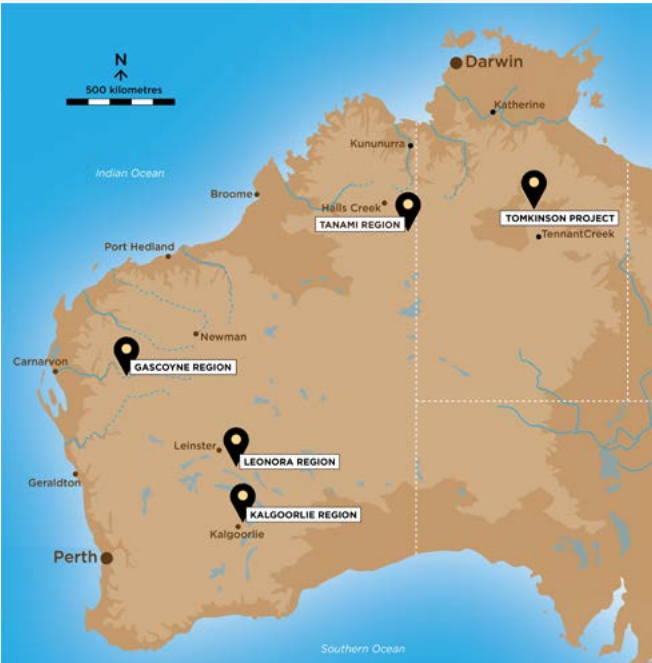 Darwin
N
500 kilometres
Katherine
Kununurra
Indian Ocean
Broome
Halls Creek
TANAMI REGION
TOMKINSON PROJECT
TennantCreek
Port Hedland
Newman
Carnarvon
GASCOYNE REGION
Leinster
LEONORA REGION
Geraldton
KALGOORLIE REGION
Kalgoorlie
Perth
Southern Ocean